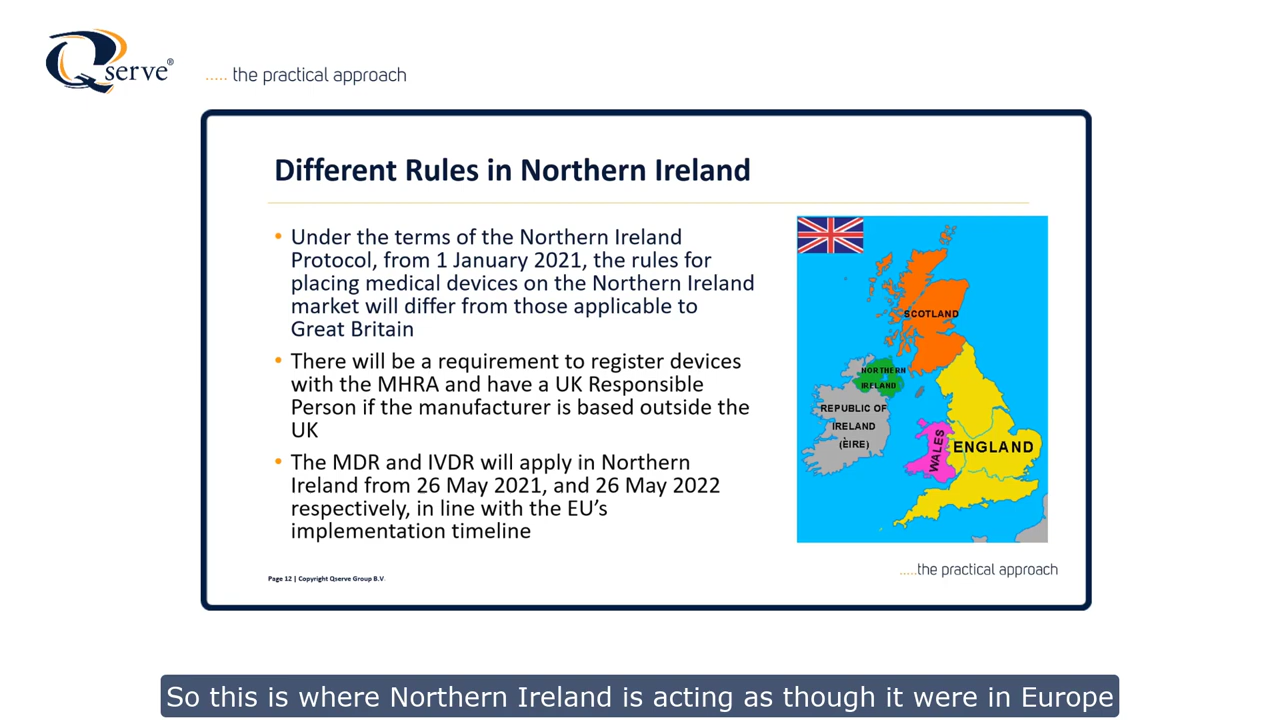 Qserve®
..... the practical approach
Different Rules in Northern Ireland
• Under the terms of the Northern Ireland
Protocol, from 1 January 2021, the rules for
placing medical devices on the Northern Ireland
market will differ from those applicable to
Great Britain
• There will be a requirement to register devices
with the MHRA and have a UK Responsible
Person if the manufacturer is based outside the
UK
• The MDR and IVDR will apply in Northern
Ireland from 26 May 2021, and 26 May 2022
respectively, in line with the EU's
implementation timeline
SCOTLAND
NORTHERN
IRELAND
REPUBLIC OF
IRELAND
(ÈIRE)
WALES
ENGLAND
.....the practical approach
Page 12 | Copyright Qserve Group B.V.
So this is where Northern Ireland is acting as though it were in Europe